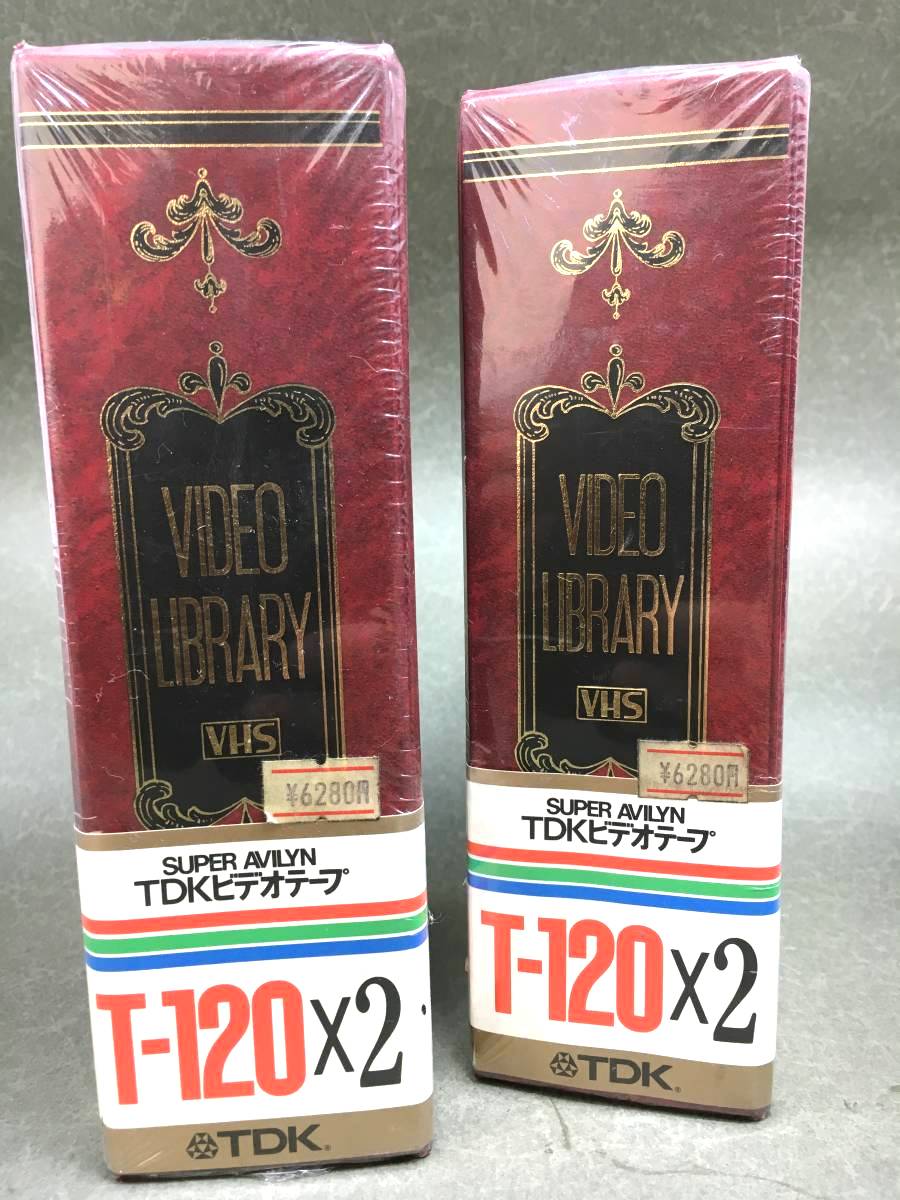 VIDEO
LIBRARY
VHS
¥6280円
SUPER AVILYN
TDKビデオテープ
T-120X2
TDK®
VIDEO
LIBRARY
VHS
¥6280円
SUPER AVILYN
TDKビデオテープ
T-120X2
TDK®